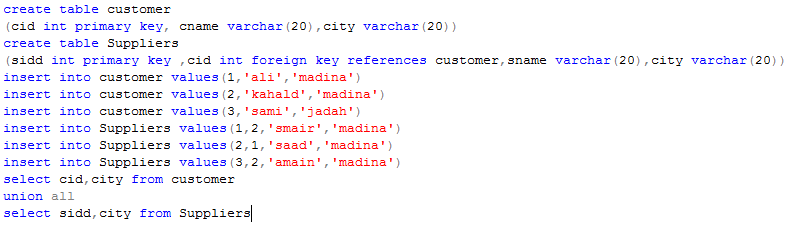 create table customer
(cid int primary key, cname varchar(20),city varchar(20))
create table Suppliers
(sidd int primary key ,cid int foreign key references customer,sname varchar(20),city varchar(20))
insert into customer values(1,'ali','madina')
insert into customer values(2,'kahald','madina')
insert into customer values(3,'sami','jadah')
insert into Suppliers values(1,2,'smair','madina')
insert into Suppliers values(2,1,'saad','madina')
insert into Suppliers values(3,2,'amain','madina')
select cid,city from customer
union all
select sidd,city from Suppliers